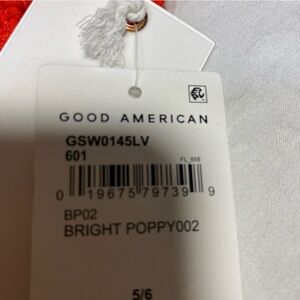 GOOD AMERICAN
GSW0145LV
601
FL_558
0 19675 79739 9
BP02
BRIGHT POPPY002
5/6